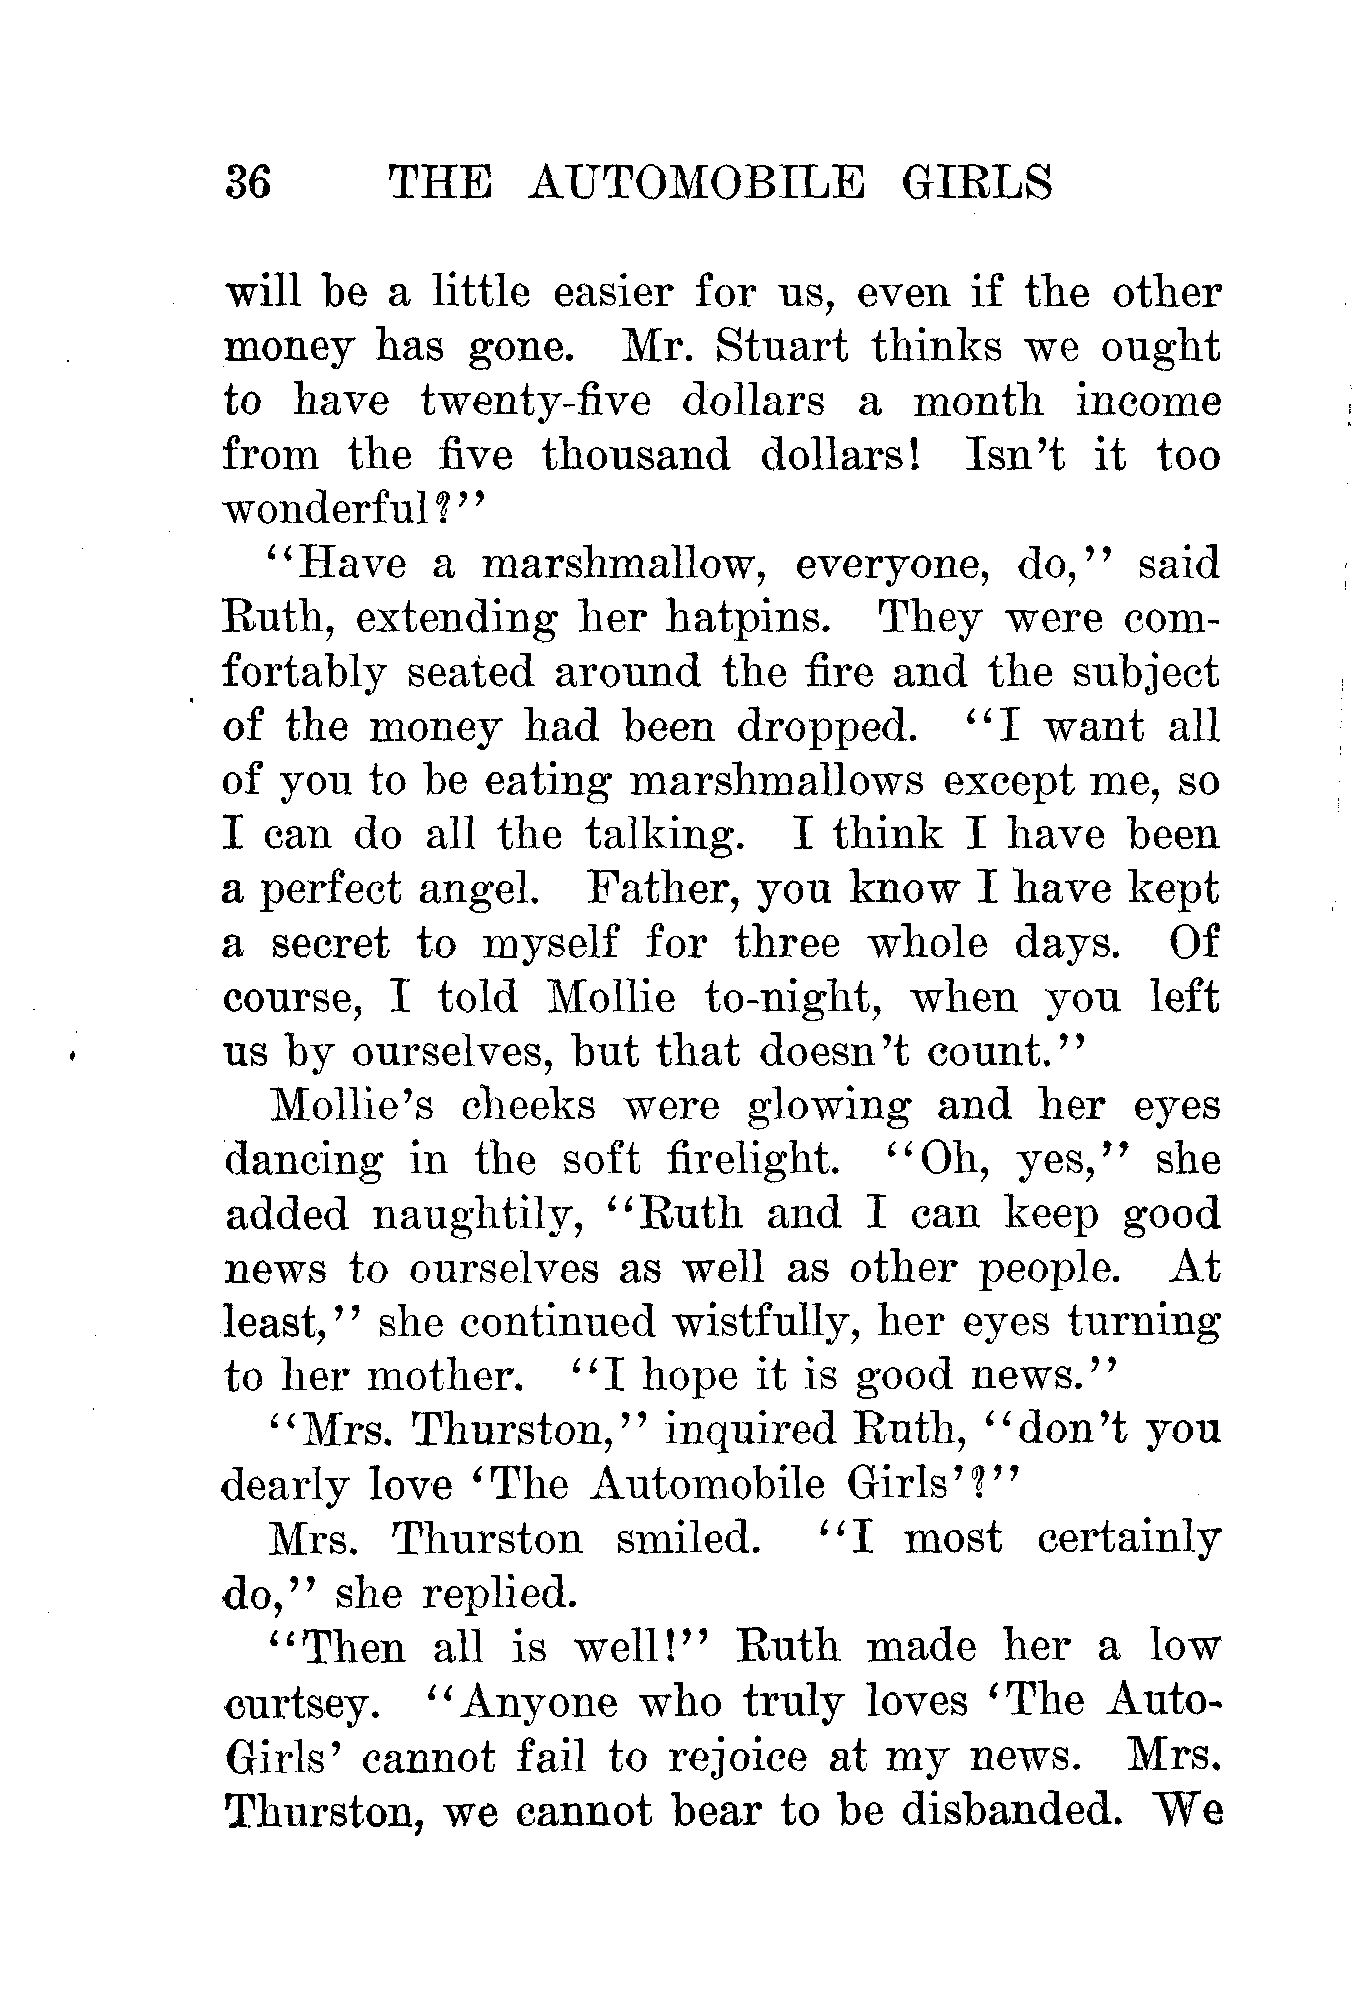 36 THE AUTOMOBILE GIRLS
will be a little easier for us, even if the other
money has gone. Mr. Stuart thinks we ought
to have twenty-five dollars a month income
from the five thousand dollars! Isn't it too
wonderful?"
"Have a marshmallow, everyone, do," said
Ruth, extending her hatpins. They were com-
fortably seated around the fire and the subject
of the money had been dropped. "I want all
of you to be eating marshmallows except me, so
I can do all the talking. I think I have been
a perfect angel. Father, you know I have kept
a secret to myself for three whole days. Of
course, I told Mollie to-night, when you left
us by ourselves, but that doesn't count."
Mollie's cheeks were glowing and her eyes
dancing in the soft firelight. "Oh, yes," she
added naughtily, "Ruth and I can keep good
news to ourselves as well as other people. At
least," she continued wistfully, her eyes turning
to her mother. "I hope it is good news."
"Mrs. Thurston," inquired Ruth, "don't you
dearly love 'The Automobile Girls'?"
Mrs. Thurston smiled. "I most certainly
do," she replied.
"Then all is well!" Ruth made her a low
curtsey. "Anyone who truly loves 'The Auto-
Girls' cannot fail to rejoice at my news. Mrs.
Thurston, we cannot bear to be disbanded. We